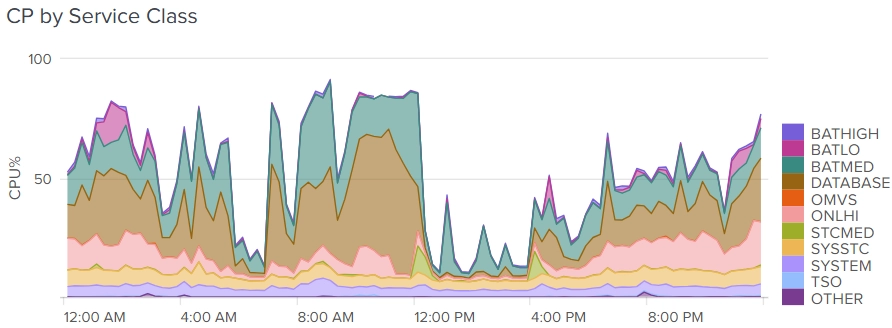 CP by Service Class
100
50
CPU%
12:00 AM
4:00 AM
8:00 AM
12:00 PM
4:00 PM
8:00 PM
BATHIGH
BATLO
BATMED
DATABASE
OMVS
ONLHI
STCMED
SYSSTC
SYSTEM
TSO
OTHER